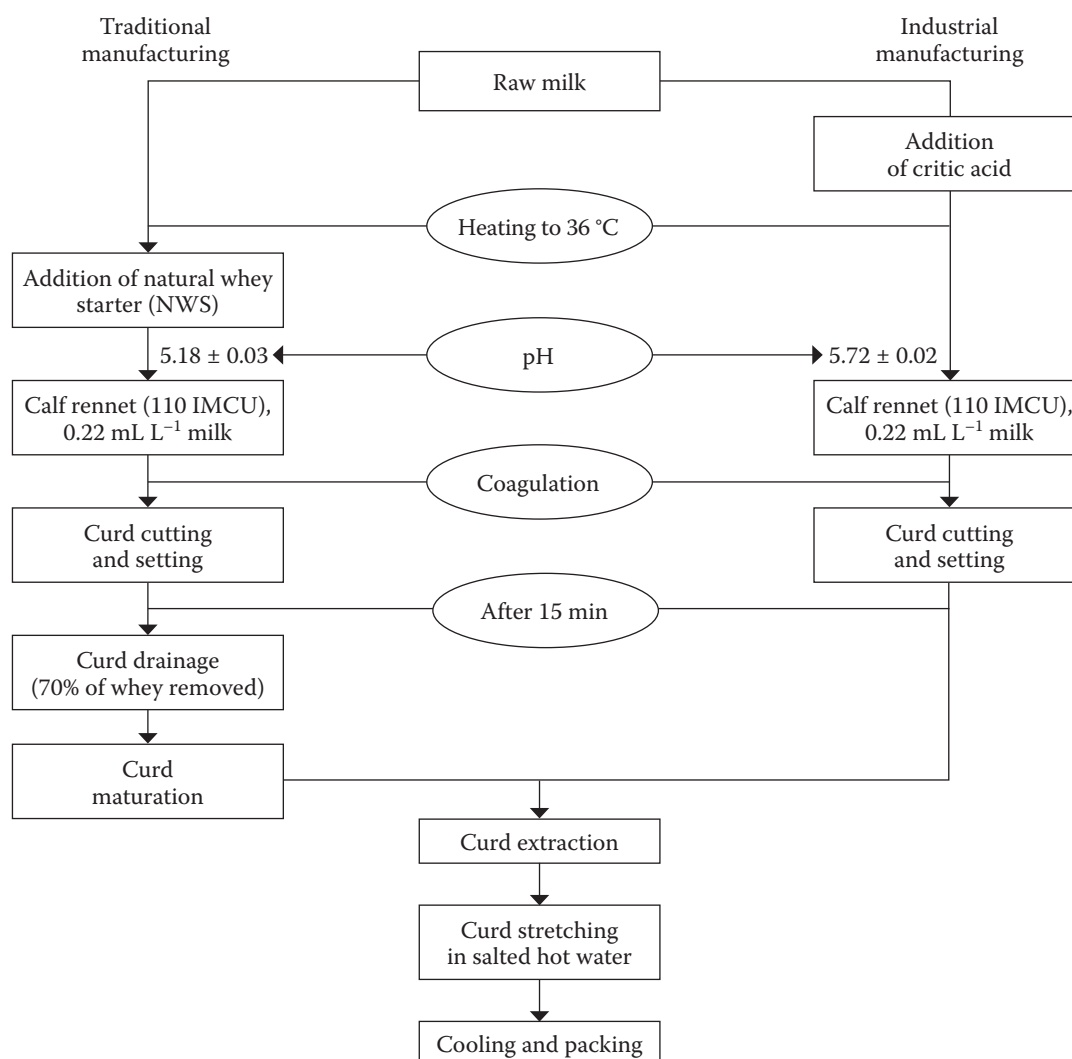 Traditional
manufacturing
Industrial
manufacturing
Raw milk
Addition
of critic acid
Heating to 36 °C
Addition of natural whey
starter (NWS)
5.18 ± 0.03
pH
5.72 ± 0.02
Calf rennet (110 IMCU),
0.22 mL L⁻¹ milk
Calf rennet (110 IMCU),
0.22 mL L⁻¹ milk
Coagulation
Curd cutting
and setting
Curd cutting
and setting
After 15 min
Curd drainage
(70% of whey removed)
Curd
maturation
Curd extraction
Curd stretching
in salted hot water
Cooling and packing